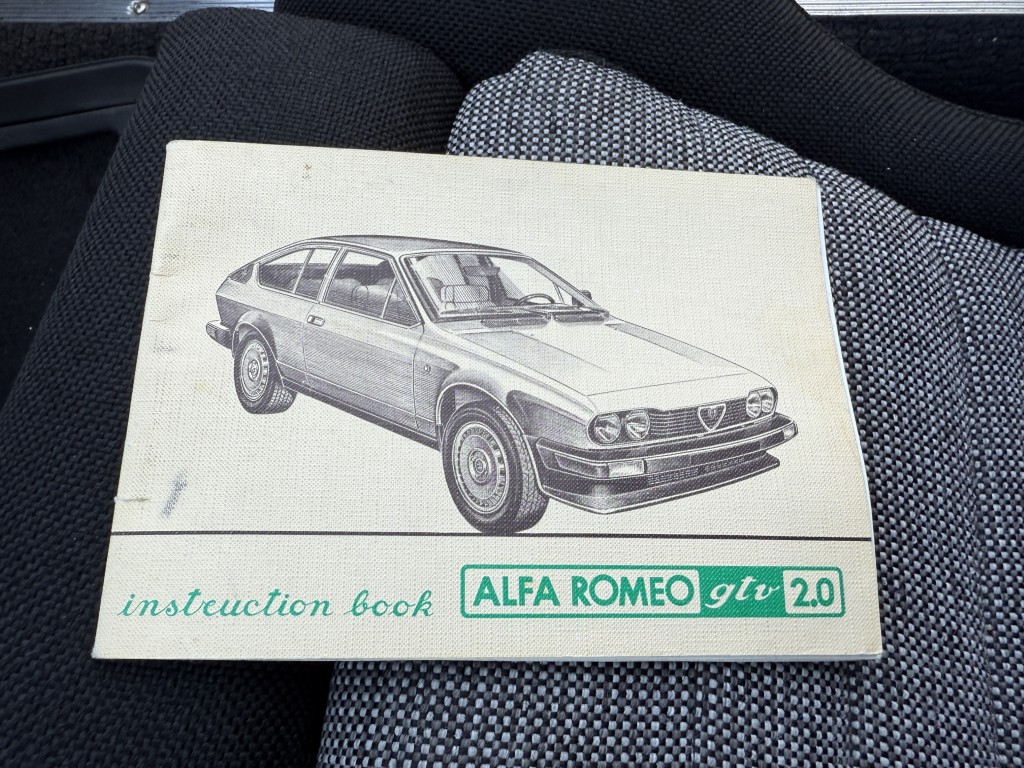 instruction book
ALFA ROMEO gtv 2.0